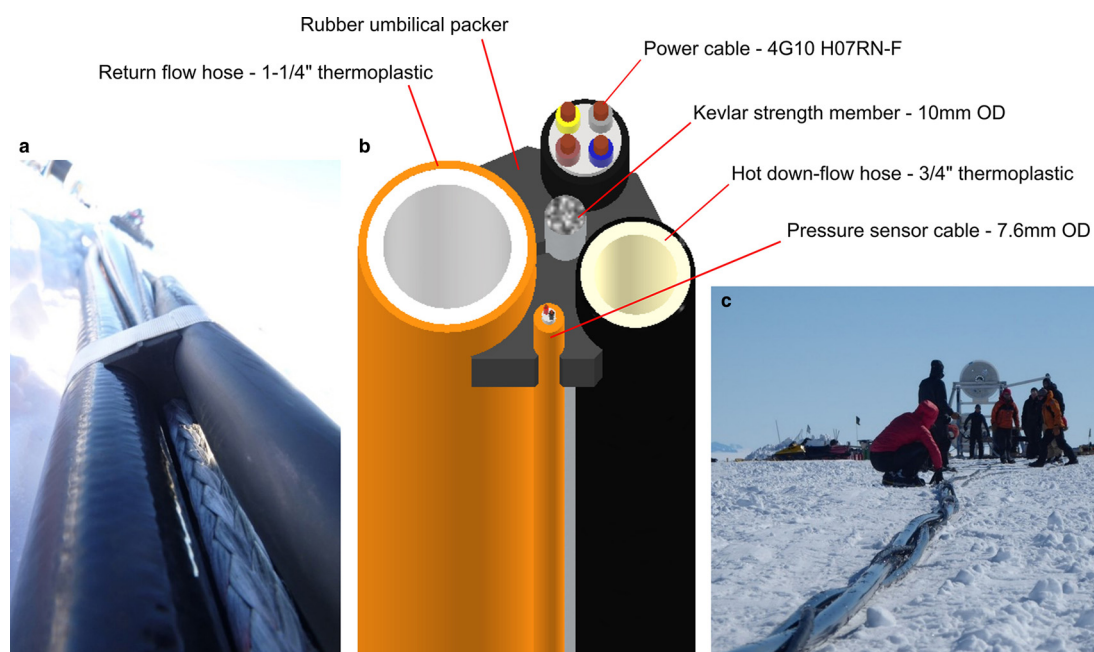 Rubber umbilical packer
Power cable - 4G10 H07RN-F
Return flow hose - 1-1/4" thermoplastic
Kevlar strength member - 10mm OD
a
b
Hot down-flow hose - 3/4" thermoplastic
Pressure sensor cable - 7.6mm OD
c